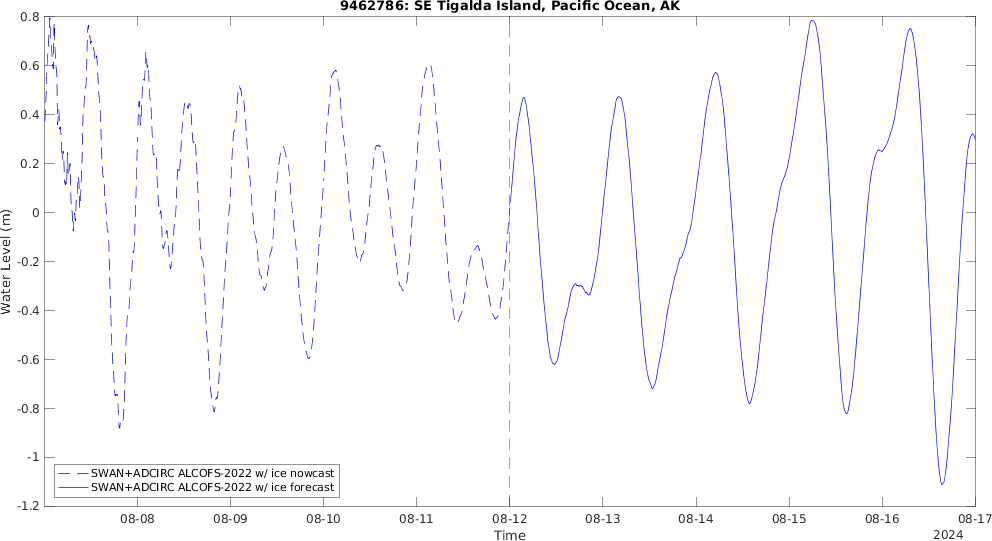 9462786: SE Tigalda Island, Pacific Ocean, AK
Water Level (m)
0.8
0.6
0.4
0.2
0
-0.2
-0.4
-0.6
-0.8
-1
-1.2
SWAN+ADCIRC ALCOFS-2022 w/ ice nowcast
SWAN+ADCIRC ALCOFS-2022 w/ ice forecast
08-08 08-09 08-10 08-11 08-12 08-13 08-14 08-15 08-16 08-17
Time
2024